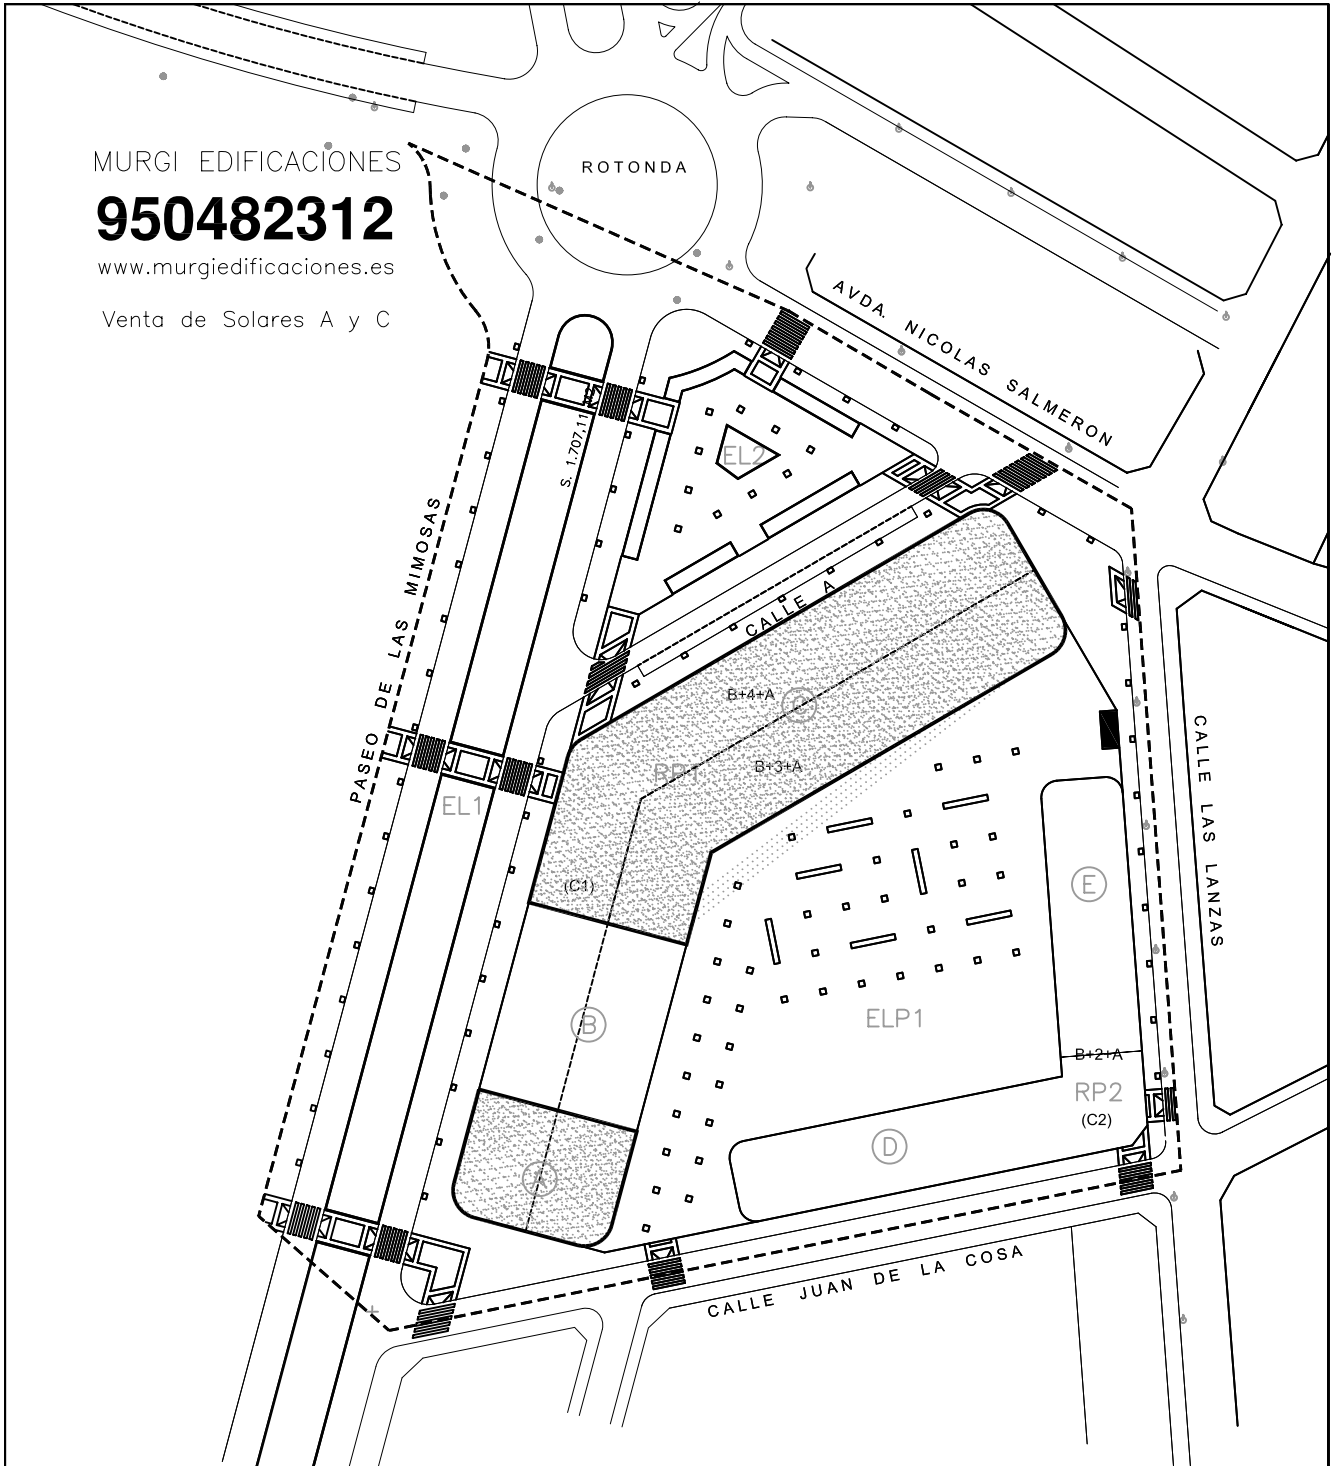 MURGI EDIFICACIONES
950482312
www.murgiedificaciones.es
Venta de Solares A y C
ROTONDA
AVDA. NICOLAS SALMERON
EL2
S. 1.707,11
PASEO DE LAS MIMOSAS
CALLE A
B+4+A
C
RP1
B+3+A
EL1
(C1)
CALLE LAS LANZAS
E
B
ELP1
B+2+A
RP2
(C2)
D
A
CALLE JUAN DE LA COSA